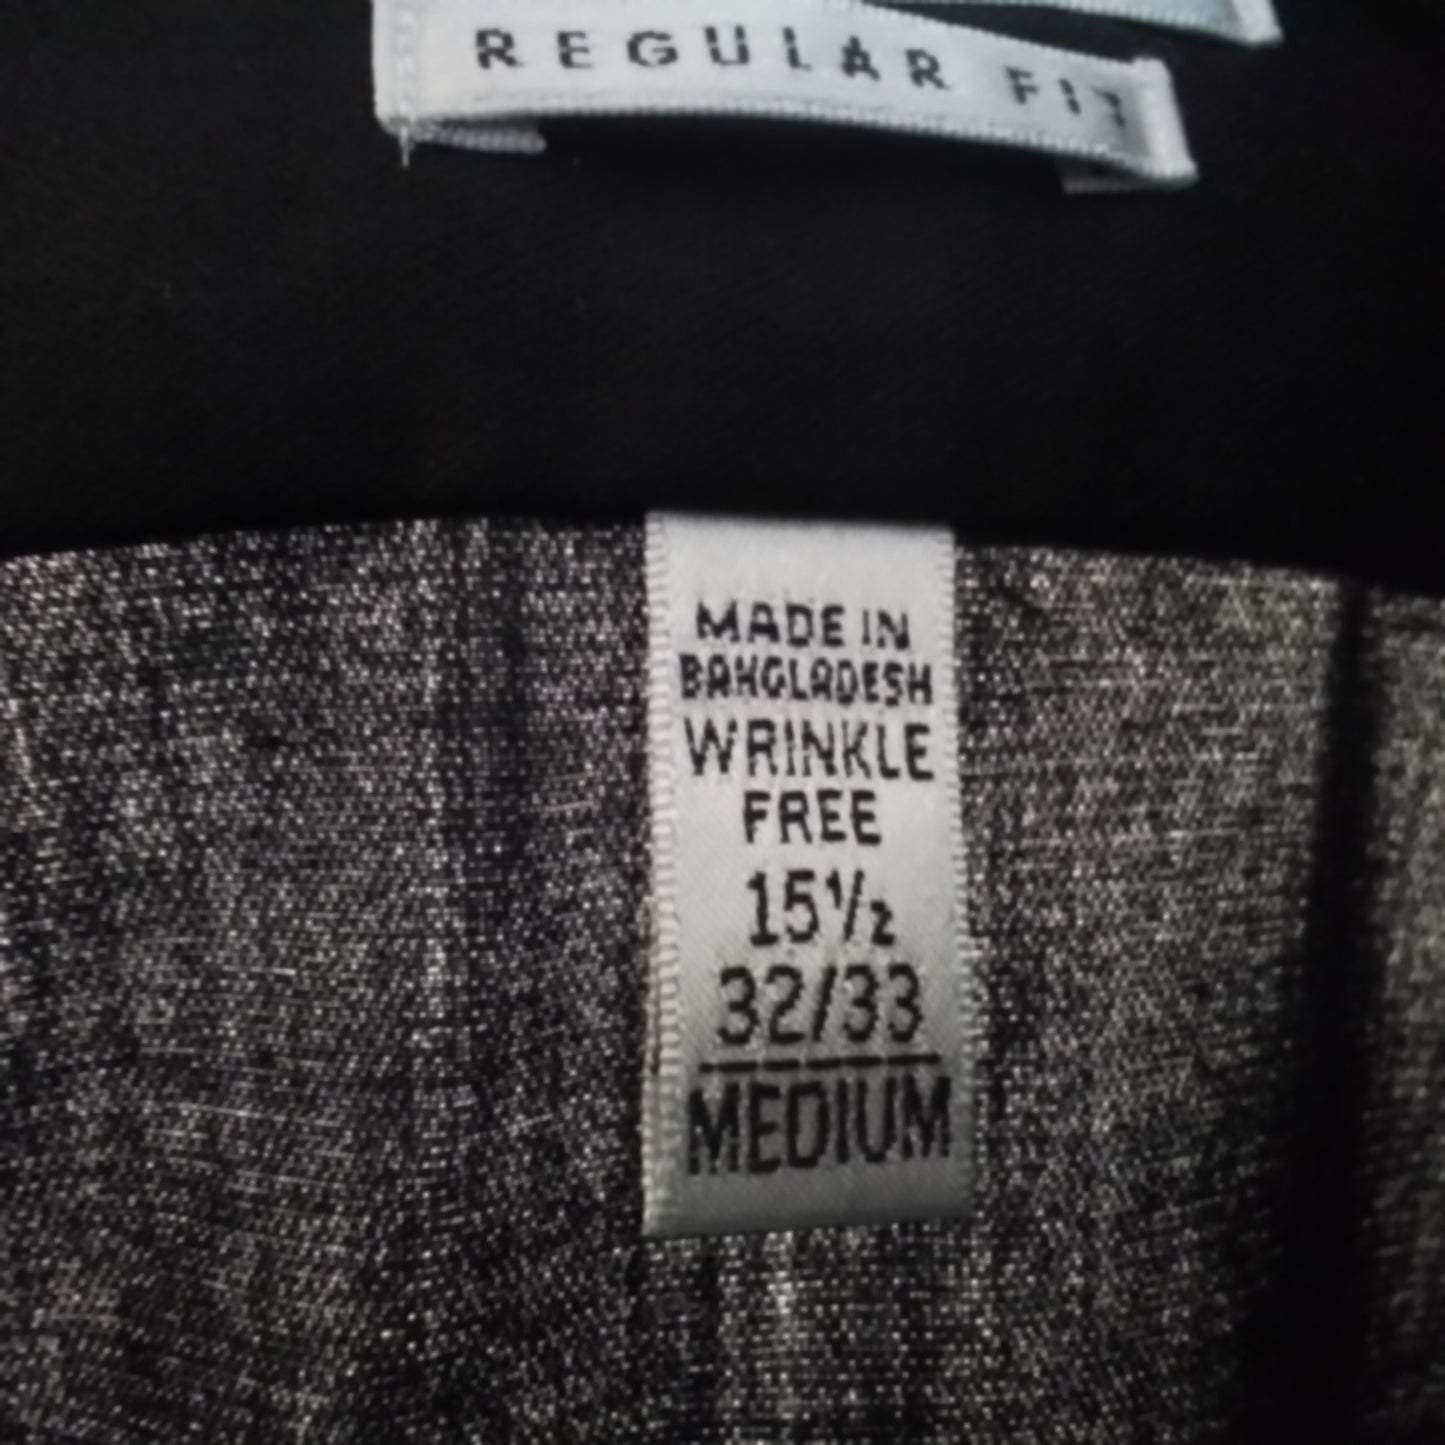 REGULAR FIT
MADE IN
BANGLADESH
WRINKLE
FREE
15½
32/33
MEDIUM